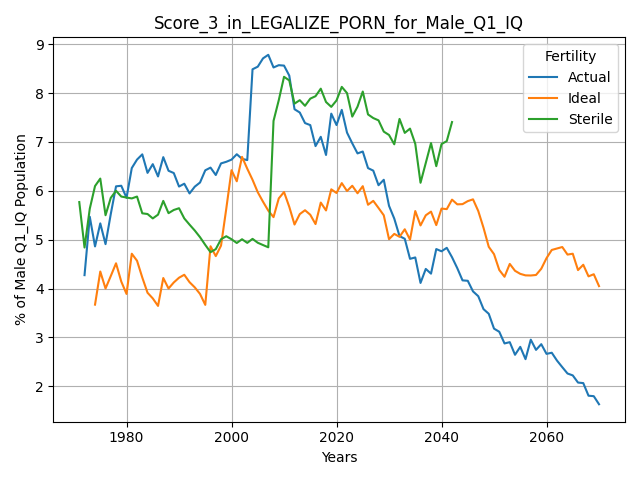 Score_3_in_LEGALIZE_PORN_for_Male_Q1_IQ
% of Male Q1_IQ Population
9
8
7
6
5
4
3
2
Fertility
Actual
Ideal
Sterile
1980 2000 2020 2040 2060
Years